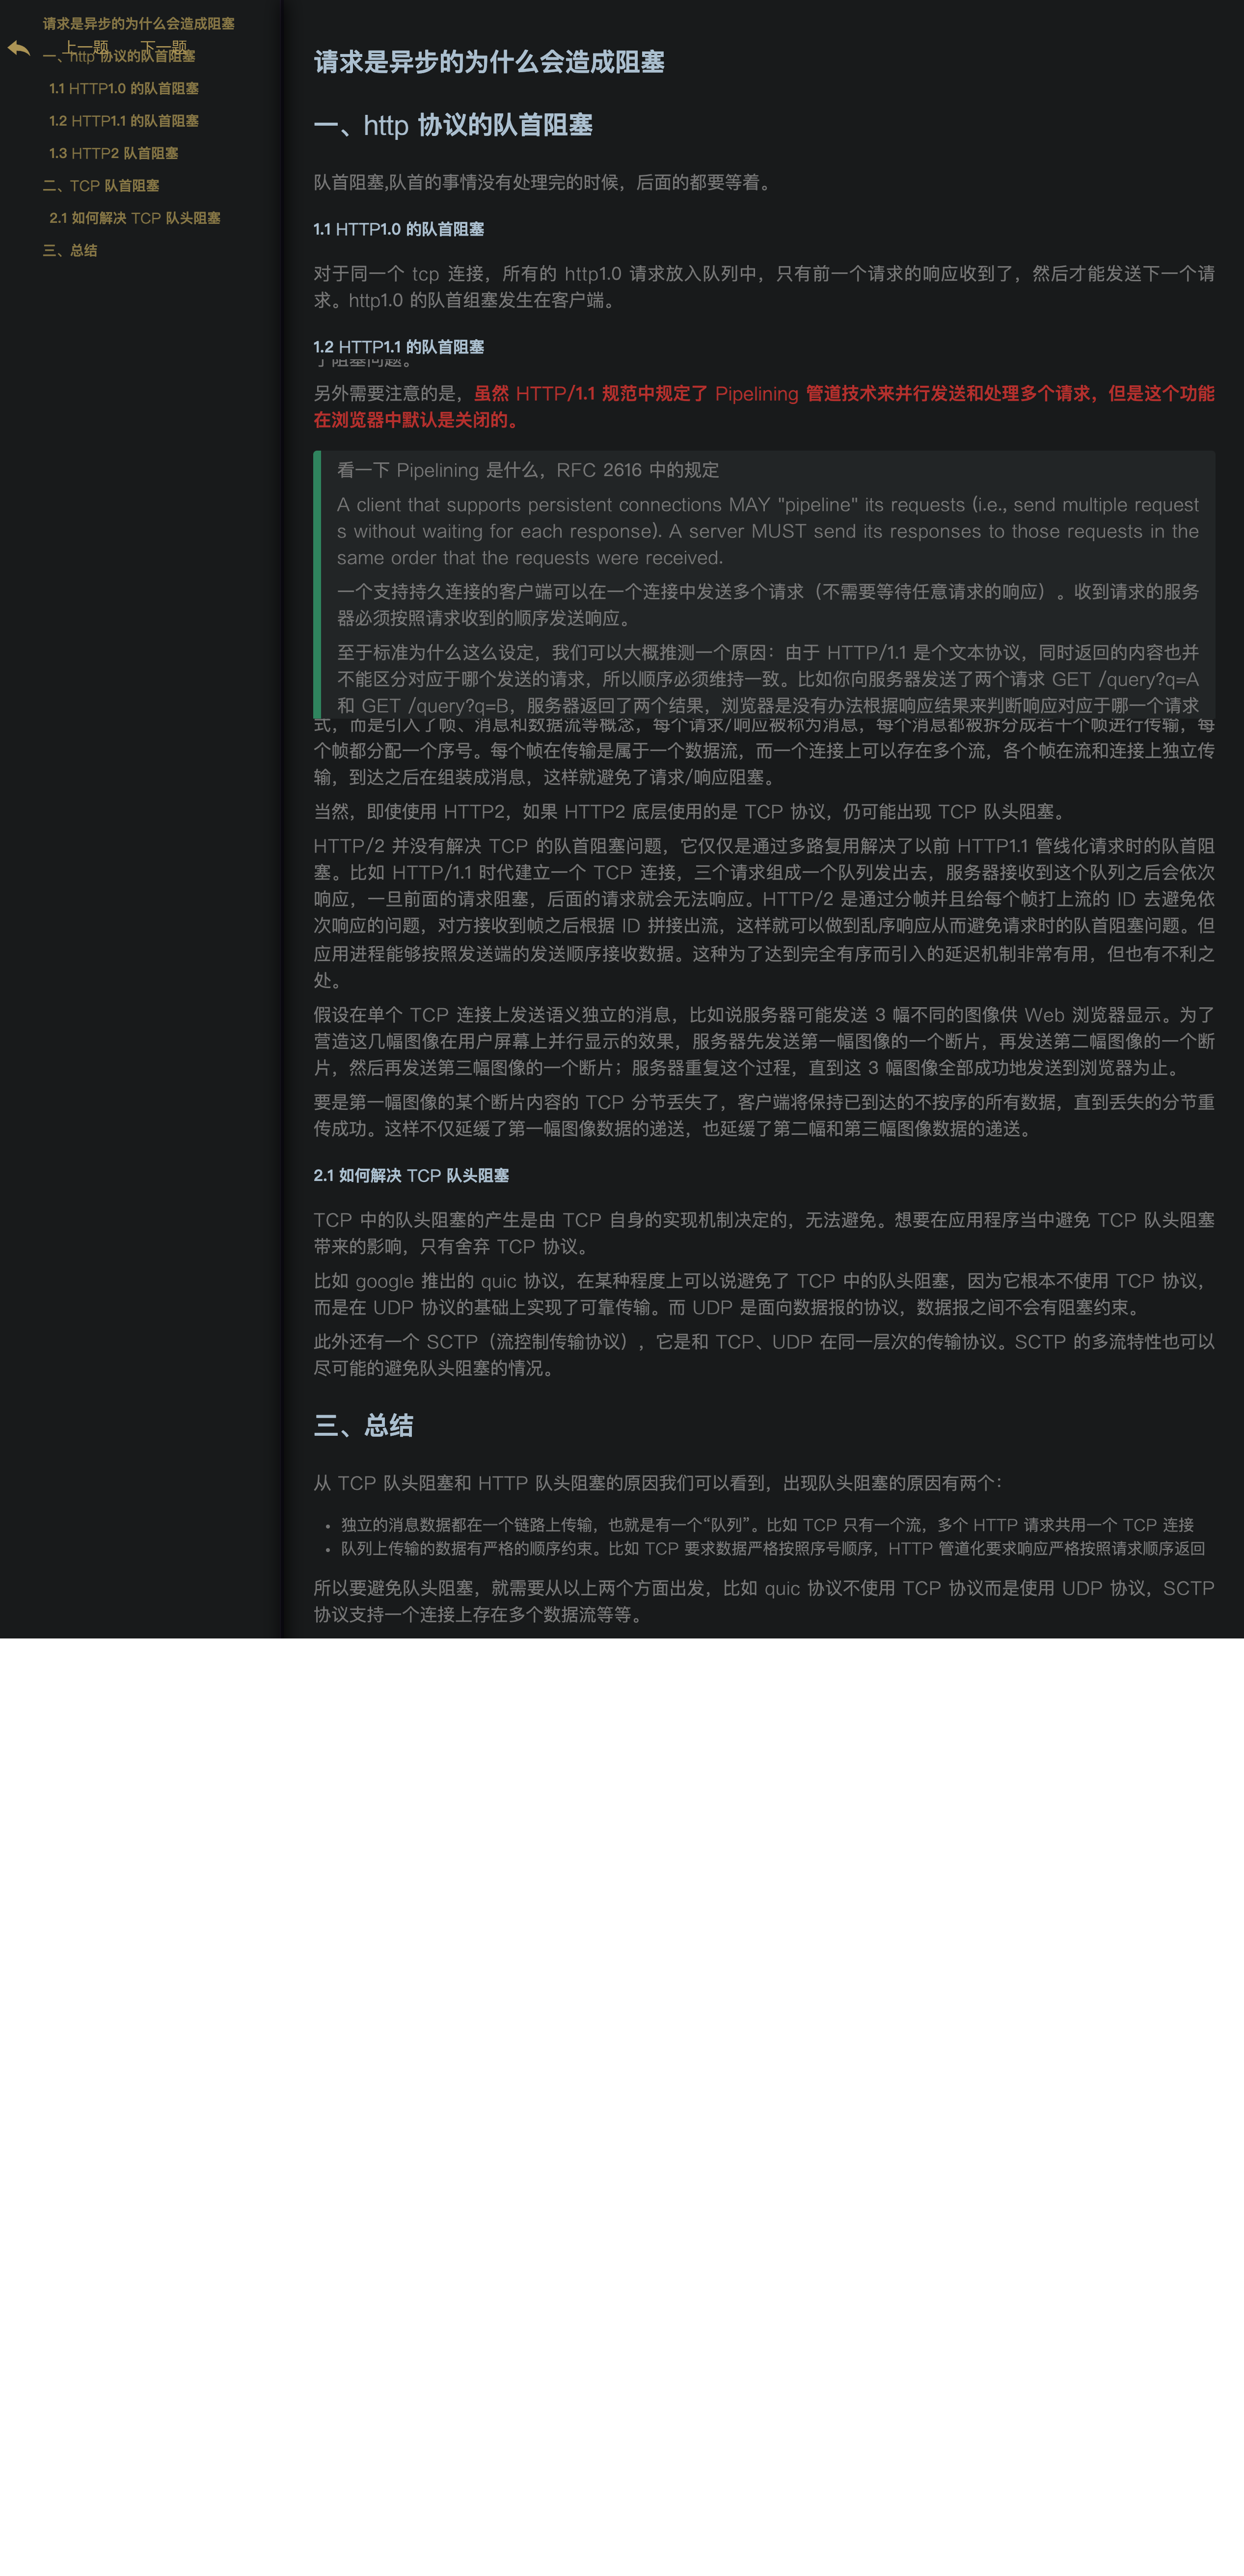 请求是异步的为什么会造成阻塞
上一题 下一题
一、http 协议的队首阻塞
1.1 HTTP1.0 的队首阻塞
1.2 HTTP1.1 的队首阻塞
1.3 HTTP2 队首阻塞
二、TCP 队首阻塞
2.1 如何解决 TCP 队头阻塞
三、总结
请求是异步的为什么会造成阻塞
一、http 协议的队首阻塞
队首阻塞,队首的事情没有处理完的时候，后面的都要等着。
1.1 HTTP1.0 的队首阻塞
对于同一个 tcp 连接，所有的 http1.0 请求放入队列中，只有前一个请求的响应收到了，然后才能发送下一个请
求。http1.0 的队首组塞发生在客户端。
1.2 HTTP1.1 的队首阻塞
了阻塞问题。
另外需要注意的是，虽然 HTTP/1.1 规范中规定了 Pipelining 管道技术来并行发送和处理多个请求，但是这个功能
在浏览器中默认是关闭的。
看一下 Pipelining 是什么，RFC 2616 中的规定
A client that supports persistent connections MAY "pipeline" its requests (i.e., send multiple request
s without waiting for each response). A server MUST send its responses to those requests in the
same order that the requests were received.
一个支持持久连接的客户端可以在一个连接中发送多个请求（不需要等待任意请求的响应）。收到请求的服务
器必须按照请求收到的顺序发送响应。
至于标准为什么这么设定，我们可以大概推测一个原因：由于 HTTP/1.1 是个文本协议，同时返回的内容也并
不能区分对应于哪个发送的请求，所以顺序必须维持一致。比如你向服务器发送了两个请求 GET /query?q=A
和 GET /query?q=B，服务器返回了两个结果，浏览器是没有办法根据响应结果来判断响应对应于哪一个请求
式，而是引入了帧、消息和数据流等概念，每个请求/响应被称为消息，每个消息都被拆分成若干个帧进行传输，每
个帧都分配一个序号。每个帧在传输是属于一个数据流，而一个连接上可以存在多个流，各个帧在流和连接上独立传
输，到达之后在组装成消息，这样就避免了请求/响应阻塞。
当然，即使使用 HTTP2，如果 HTTP2 底层使用的是 TCP 协议，仍可能出现 TCP 队头阻塞。
HTTP/2 并没有解决 TCP 的队首阻塞问题，它仅仅是通过多路复用解决了以前 HTTP1.1 管线化请求时的队首阻
塞。比如 HTTP/1.1 时代建立一个 TCP 连接，三个请求组成一个队列发出去，服务器接收到这个队列之后会依次
响应，一旦前面的请求阻塞，后面的请求就会无法响应。HTTP/2 是通过分帧并且给每个帧打上流的 ID 去避免依
次响应的问题，对方接收到帧之后根据 ID 拼接出流，这样就可以做到乱序响应从而避免请求时的队首阻塞问题。但
应用进程能够按照发送端的发送顺序接收数据。这种为了达到完全有序而引入的延迟机制非常有用，但也有不利之
处。
假设在单个 TCP 连接上发送语义独立的消息，比如说服务器可能发送 3 幅不同的图像供 Web 浏览器显示。为了
营造这几幅图像在用户屏幕上并行显示的效果，服务器先发送第一幅图像的一个断片，再发送第二幅图像的一个断
片，然后再发送第三幅图像的一个断片；服务器重复这个过程，直到这 3 幅图像全部成功地发送到浏览器为止。
要是第一幅图像的某个断片内容的 TCP 分节丢失了，客户端将保持已到达的不按序的所有数据，直到丢失的分节重
传成功。这样不仅延缓了第一幅图像数据的递送，也延缓了第二幅和第三幅图像数据的递送。
2.1 如何解决 TCP 队头阻塞
TCP 中的队头阻塞的产生是由 TCP 自身的实现机制决定的，无法避免。想要在应用程序当中避免 TCP 队头阻塞
带来的影响，只有舍弃 TCP 协议。
比如 google 推出的 quic 协议，在某种程度上可以说避免了 TCP 中的队头阻塞，因为它根本不使用 TCP 协议，
而是在 UDP 协议的基础上实现了可靠传输。而 UDP 是面向数据报的协议，数据报之间不会有阻塞约束。
此外还有一个 SCTP（流控制传输协议），它是和 TCP、UDP 在同一层次的传输协议。SCTP 的多流特性也可以
尽可能的避免队头阻塞的情况。
三、总结
从 TCP 队头阻塞和 HTTP 队头阻塞的原因我们可以看到，出现队头阻塞的原因有两个：
• 独立的消息数据都在一个链路上传输，也就是有一个“队列”。比如 TCP 只有一个流，多个 HTTP 请求共用一个 TCP 连接
• 队列上传输的数据有严格的顺序约束。比如 TCP 要求数据严格按照序号顺序，HTTP 管道化要求响应严格按照请求顺序返回
所以要避免队头阻塞，就需要从以上两个方面出发，比如 quic 协议不使用 TCP 协议而是使用 UDP 协议，SCTP
协议支持一个连接上存在多个数据流等等。